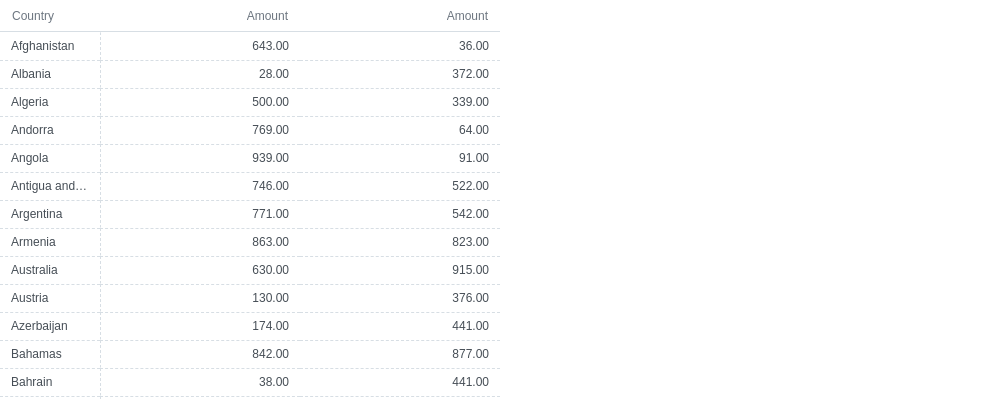 Country Amount Amount
Afghanistan 643.00 36.00
Albania 28.00 372.00
Algeria 500.00 339.00
Andorra 769.00 64.00
Angola 939.00 91.00
Antigua and… 746.00 522.00
Argentina 771.00 542.00
Armenia 863.00 823.00
Australia 630.00 915.00
Austria 130.00 376.00
Azerbaijan 174.00 441.00
Bahamas 842.00 877.00
Bahrain 38.00 441.00